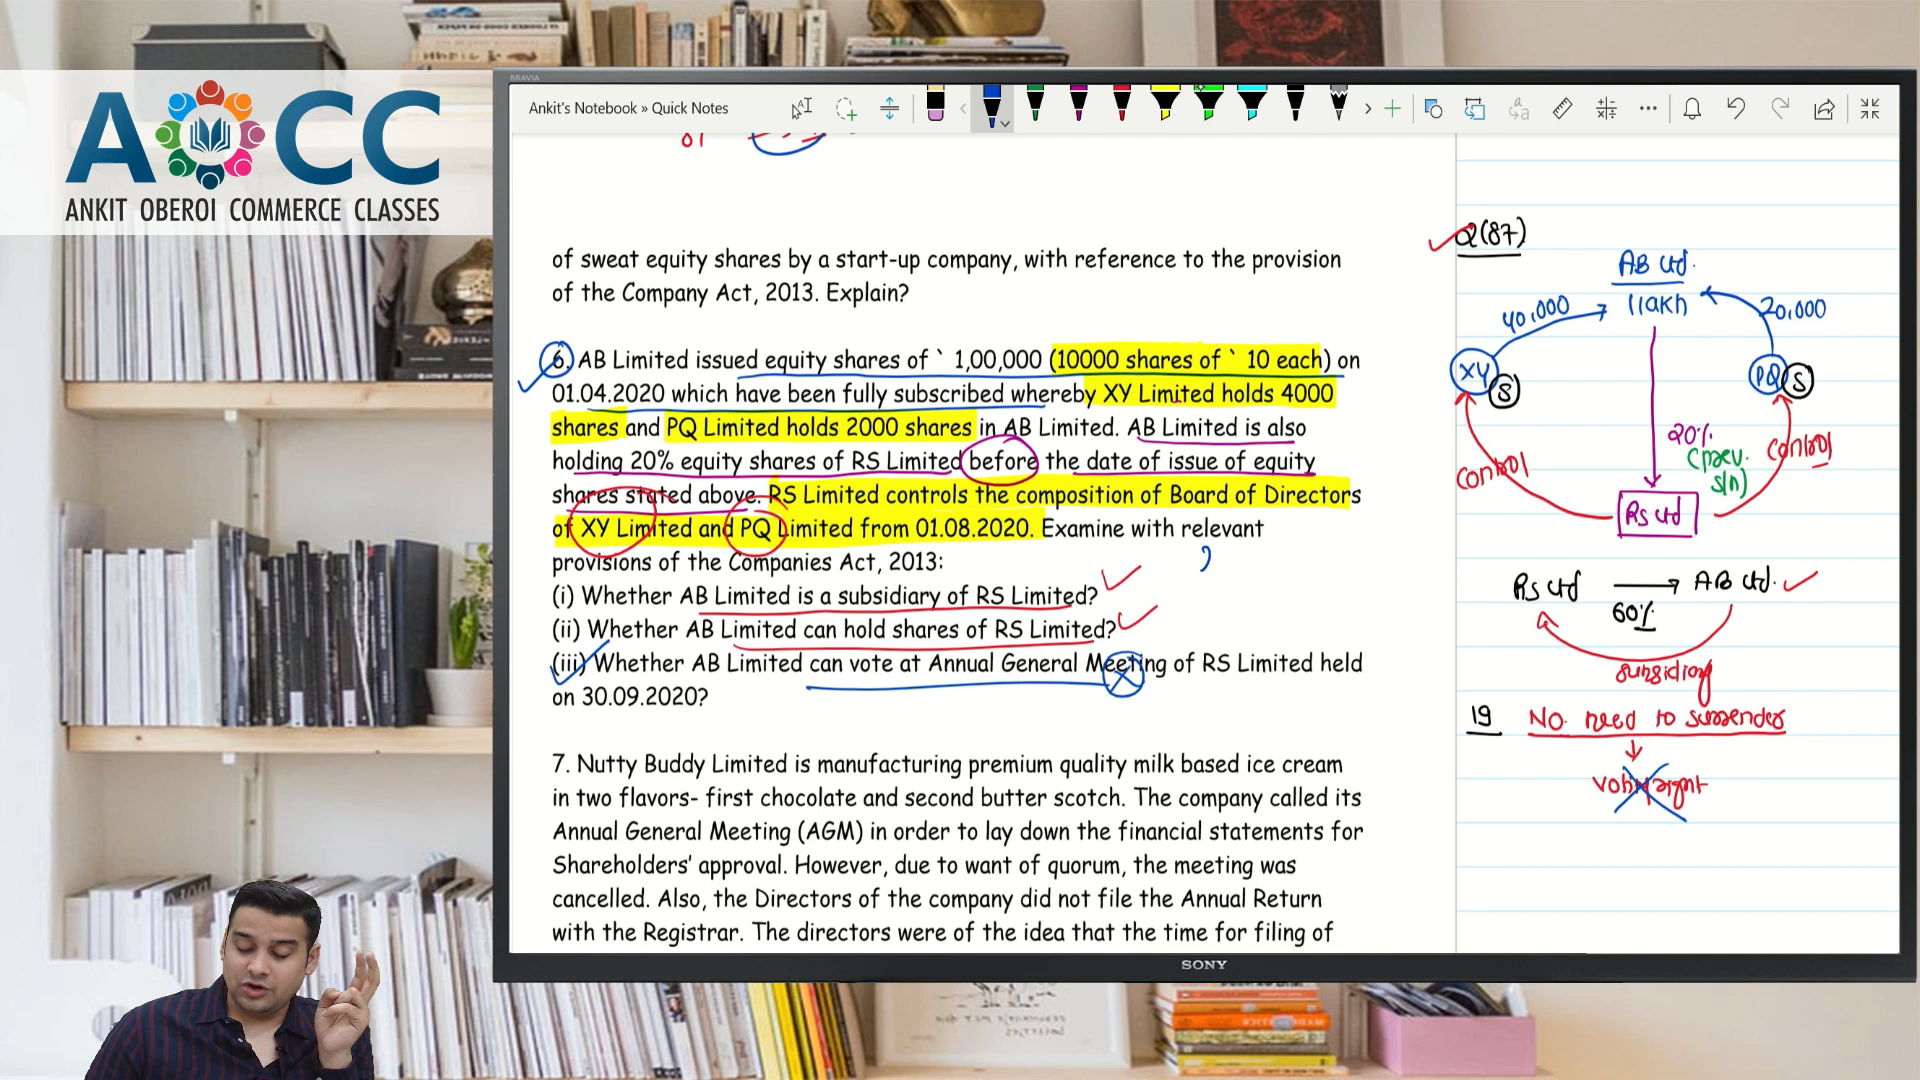 AOCC
ANKIT OBEROI COMMERCE CLASSES
BRAVIA
Ankit's Notebook » Quick Notes
of sweat equity shares by a start-up company, with reference to the provision
of the Company Act, 2013. Explain?
6. AB Limited issued equity shares of ` 1,00,000 (10000 shares of ` 10 each) on
01.04.2020 which have been fully subscribed whereby XY Limited holds 4000
shares and PQ Limited holds 2000 shares in AB Limited. AB Limited is also
holding 20% equity shares of RS Limited before the date of issue of equity
shares stated above. RS Limited controls the composition of Board of Directors
of XY Limited and PQ Limited from 01.08.2020. Examine with relevant
provisions of the Companies Act, 2013:
(i) Whether AB Limited is a subsidiary of RS Limited?
(ii) Whether AB Limited can hold shares of RS Limited?
(iii) Whether AB Limited can vote at Annual General Meeting of RS Limited held
on 30.09.2020?
7. Nutty Buddy Limited is manufacturing premium quality milk based ice cream
in two flavors- first chocolate and second butter scotch. The company called its
Annual General Meeting (AGM) in order to lay down the financial statements for
Shareholders' approval. However, due to want of quorum, the meeting was
cancelled. Also, the Directors of the company did not file the Annual Return
with the Registrar. The directors were of the idea that the time for filing of
Q(87)
AB Ltd.
40,000 1lakh 20,000
XY S PQ S
20%
(prev.
s/n)
control control
Rs Ltd
Rs Ltd AB Ltd.
60%
subsidiary
19 No need to surrender
voting right
SONY